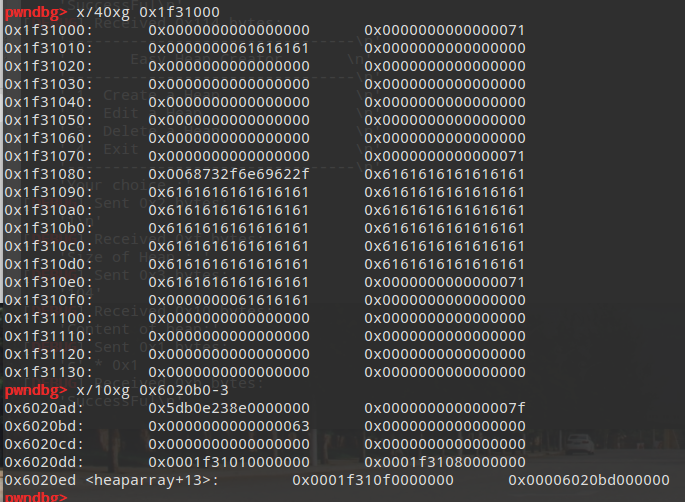 pwndbg> x/40xg 0x1f31000
0x1f31000: 0x0000000000000000 0x0000000000000071
0x1f31010: 0x0000000061616161 0x0000000000000000
0x1f31020: 0x0000000000000000 0x0000000000000000
0x1f31030: 0x0000000000000000 0x0000000000000000
0x1f31040: 0x0000000000000000 0x0000000000000000
0x1f31050: 0x0000000000000000 0x0000000000000000
0x1f31060: 0x0000000000000000 0x0000000000000000
0x1f31070: 0x0000000000000000 0x0000000000000071
0x1f31080: 0x0068732f6e69622f 0x6161616161616161
0x1f31090: 0x6161616161616161 0x6161616161616161
0x1f310a0: 0x6161616161616161 0x6161616161616161
0x1f310b0: 0x6161616161616161 0x6161616161616161
0x1f310c0: 0x6161616161616161 0x6161616161616161
0x1f310d0: 0x6161616161616161 0x6161616161616161
0x1f310e0: 0x6161616161616161 0x0000000000000071
0x1f310f0: 0x0000000061616161 0x0000000000000000
0x1f31100: 0x0000000000000000 0x0000000000000000
0x1f31110: 0x0000000000000000 0x0000000000000000
0x1f31120: 0x0000000000000000 0x0000000000000000
0x1f31130: 0x0000000000000000 0x0000000000000000
pwndbg> x/10xg 0x6020b0-3
0x6020ad: 0x5db0e238e0000000 0x000000000000007f
0x6020bd: 0x0000000000000063 0x0000000000000000
0x6020cd: 0x0000000000000000 0x0000000000000000
0x6020dd: 0x0001f31010000000 0x0001f31080000000
0x6020ed <heaparray+13>: 0x0001f310f0000000 0x00006020bd000000
pwndbg>